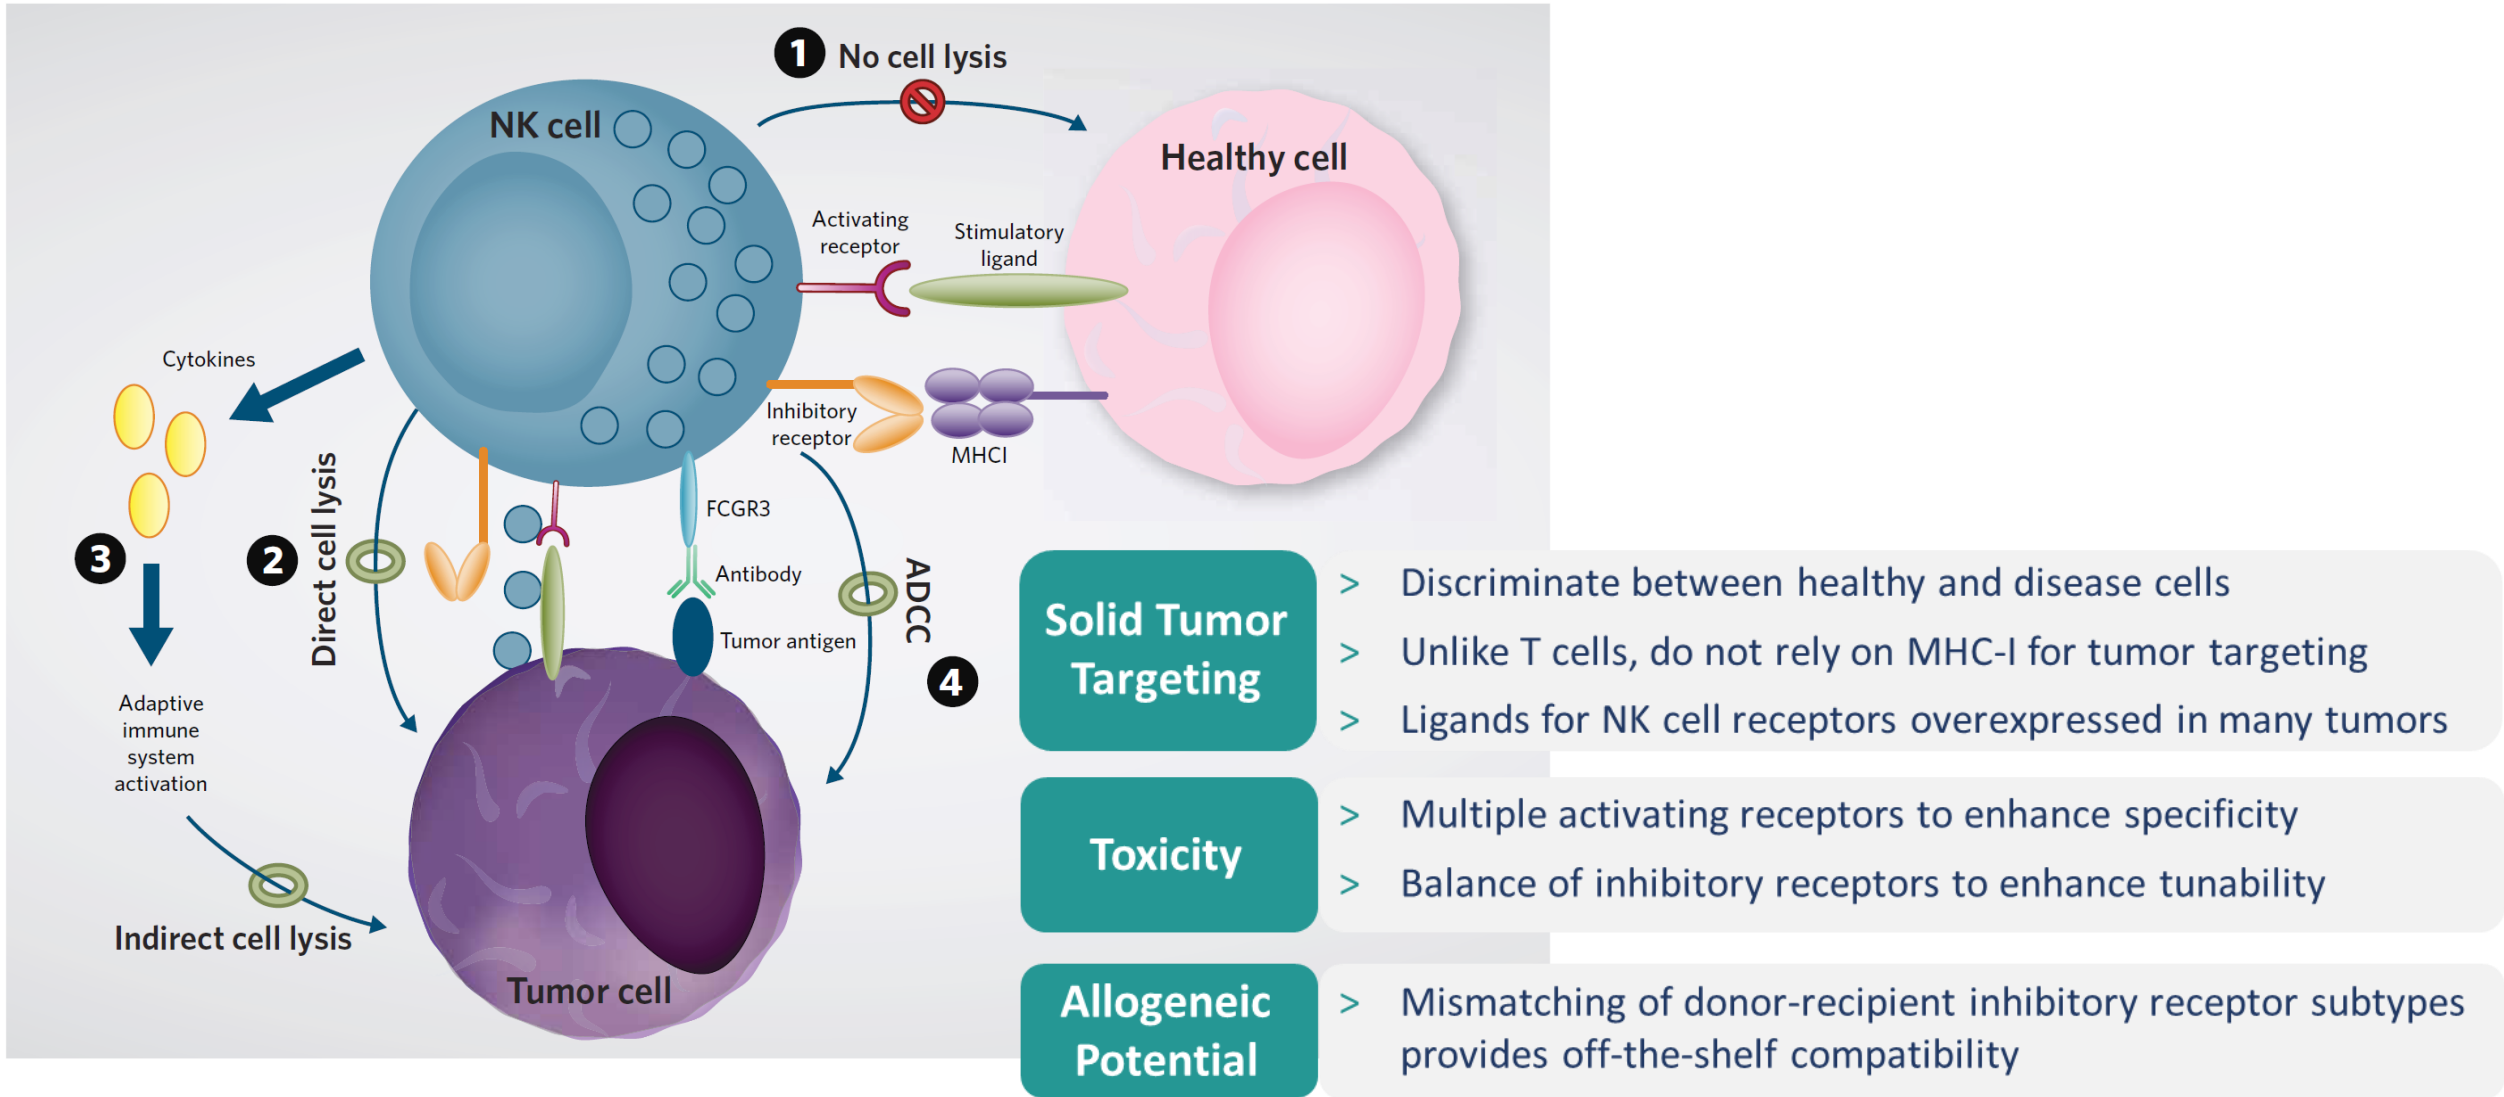 1 No cell lysis
NK cell
Healthy cell
Activating
receptor
Stimulatory
ligand
Cytokines
Inhibitory
receptor
MHCI
FCGR3
Antibody
Tumor antigen
3
2
Direct cell lysis
ADCC
4
Adaptive
immune
system
activation
Indirect cell lysis
Tumor cell
Solid Tumor
Targeting
> Discriminate between healthy and disease cells
> Unlike T cells, do not rely on MHC-I for tumor targeting
> Ligands for NK cell receptors overexpressed in many tumors
Toxicity
> Multiple activating receptors to enhance specificity
> Balance of inhibitory receptors to enhance tunability
Allogeneic
Potential
> Mismatching of donor-recipient inhibitory receptor subtypes
provides off-the-shelf compatibility